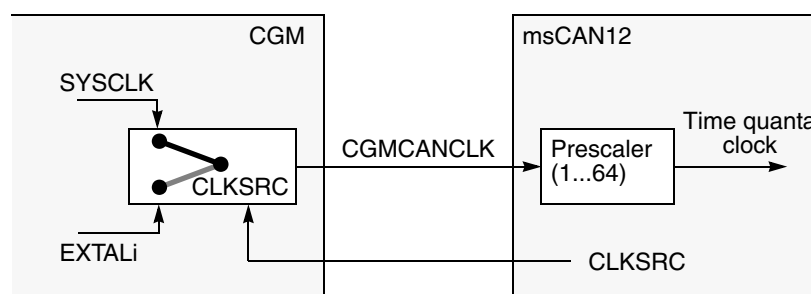 CGM
msCAN12
SYSCLK
Time quanta
clock
CGMCANCLK
Prescaler
(1...64)
CLKSRC
EXTALi
CLKSRC